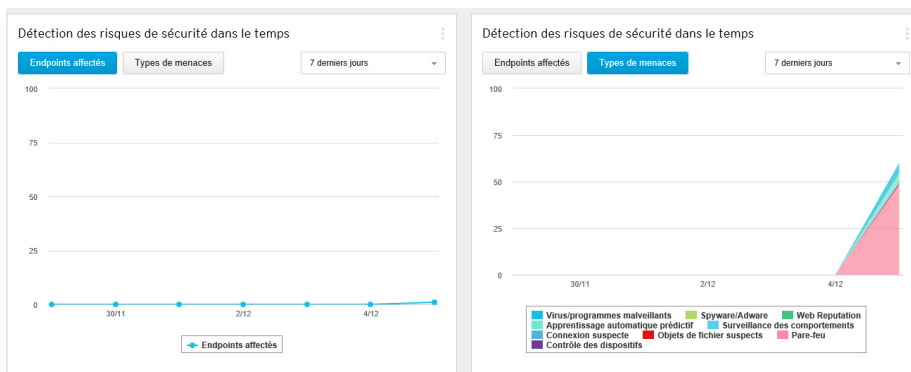 Détection des risques de sécurité dans le temps
Endpoints affectés
Types de menaces
7 derniers jours
100
75
50
25
0
30/11
2/12
4/12
Endpoints affectés
Détection des risques de sécurité dans le temps
Endpoints affectés
Types de menaces
7 derniers jours
100
75
50
25
0
30/11
2/12
4/12
Virus/programmes malveillants Spyware/Adware Web Reputation
Apprentissage automatique prédictif Surveillance des comportements
Connexion suspecte Objets de fichier suspects Pare-feu
Contrôle des dispositifs